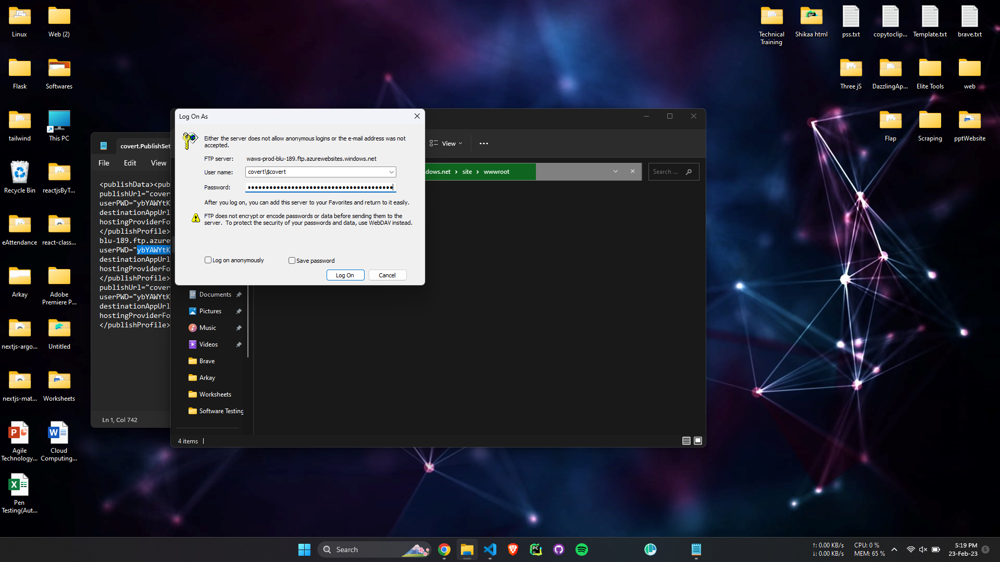 Linux
Web (2)
Flask
Softwares
tailwind
This PC
Recycle Bin
reactjsByT...
eAttendance
react-class...
Arkay
Adobe
Premiere P...
nextjs-argo...
Untitled
nextjs-mat...
Worksheets
Agile
Technology...
Cloud
Computing...
Pen
Testing(Aut...
Technical
Training
Shikaa html
pss.txt
copytoclip...
Template.txt
brave.txt
Three jS
DazzlingAp...
Elite Tools
web
Flap
Scraping
pptWebsite
covert.PublishSet
File Edit View
<publishData><pub
publishUrl="cover
userPWD="ybYAWYtK
destinationAppUrl
hostingProviderFo
</publishProfile>
blu-189.ftp.azure
userPWD="ybYAWYtK
destinationAppUrl
hostingProviderFo
</publishProfile>
publishUrl="cover
userPWD="ybYAWYtK
destinationAppUrl
hostingProviderFo
</publishProfile>
Ln 1, Col 742
Log On As
Either the server does not allow anonymous logins or the e-mail address was not
accepted.
FTP server: waws-prod-blu-189.ftp.azurewebsites.windows.net
User name: covert\$covert
Password:
After you log on, you can add this server to your Favorites and return to it easily.
FTP does not encrypt or encode passwords or data before sending them to the
server. To protect the security of your passwords and data, use WebDAV instead.
Log on anonymously
Save password
Log On
Cancel
View
ndows.net > site > wwwroot
Search ...
Documents
Pictures
Music
Videos
Brave
Arkay
Worksheets
Software Testing
4 items
Search
↑: 0.00 KB/s
↓: 0.00 KB/s
CPU: 0 %
MEM: 65 %
5:19 PM
23-Feb-23
5